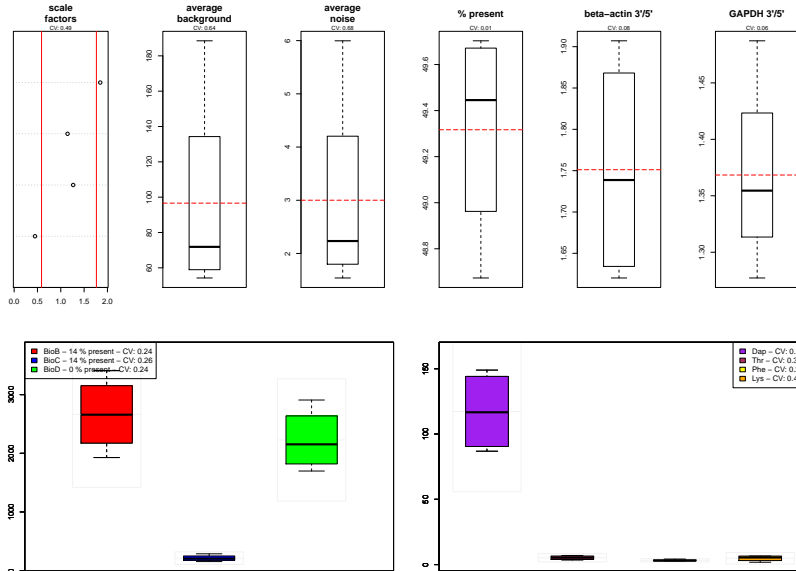 scale
factors
CV: 0.49
0.0 0.5 1.0 1.5 2.0
average
background
CV: 0.64
60 80 100 120 140 160 180
average
noise
CV: 0.68
2 3 4 5 6
% present
CV: 0.01
48.8 49.0 49.2 49.4 49.6
beta−actin 3'/5'
CV: 0.08
1.65 1.70 1.75 1.80 1.85 1.90
GAPDH 3'/5'
CV: 0.06
1.30 1.35 1.40 1.45
BioB − 14 % present − CV: 0.24
BioC − 14 % present − CV: 0.26
BioD − 0 % present − CV: 0.24
0 1000 2000 3000
Dap − CV: 0.
Thr − CV: 0.3
Phe − CV: 0.
Lys − CV: 0.4
0 50 100 150